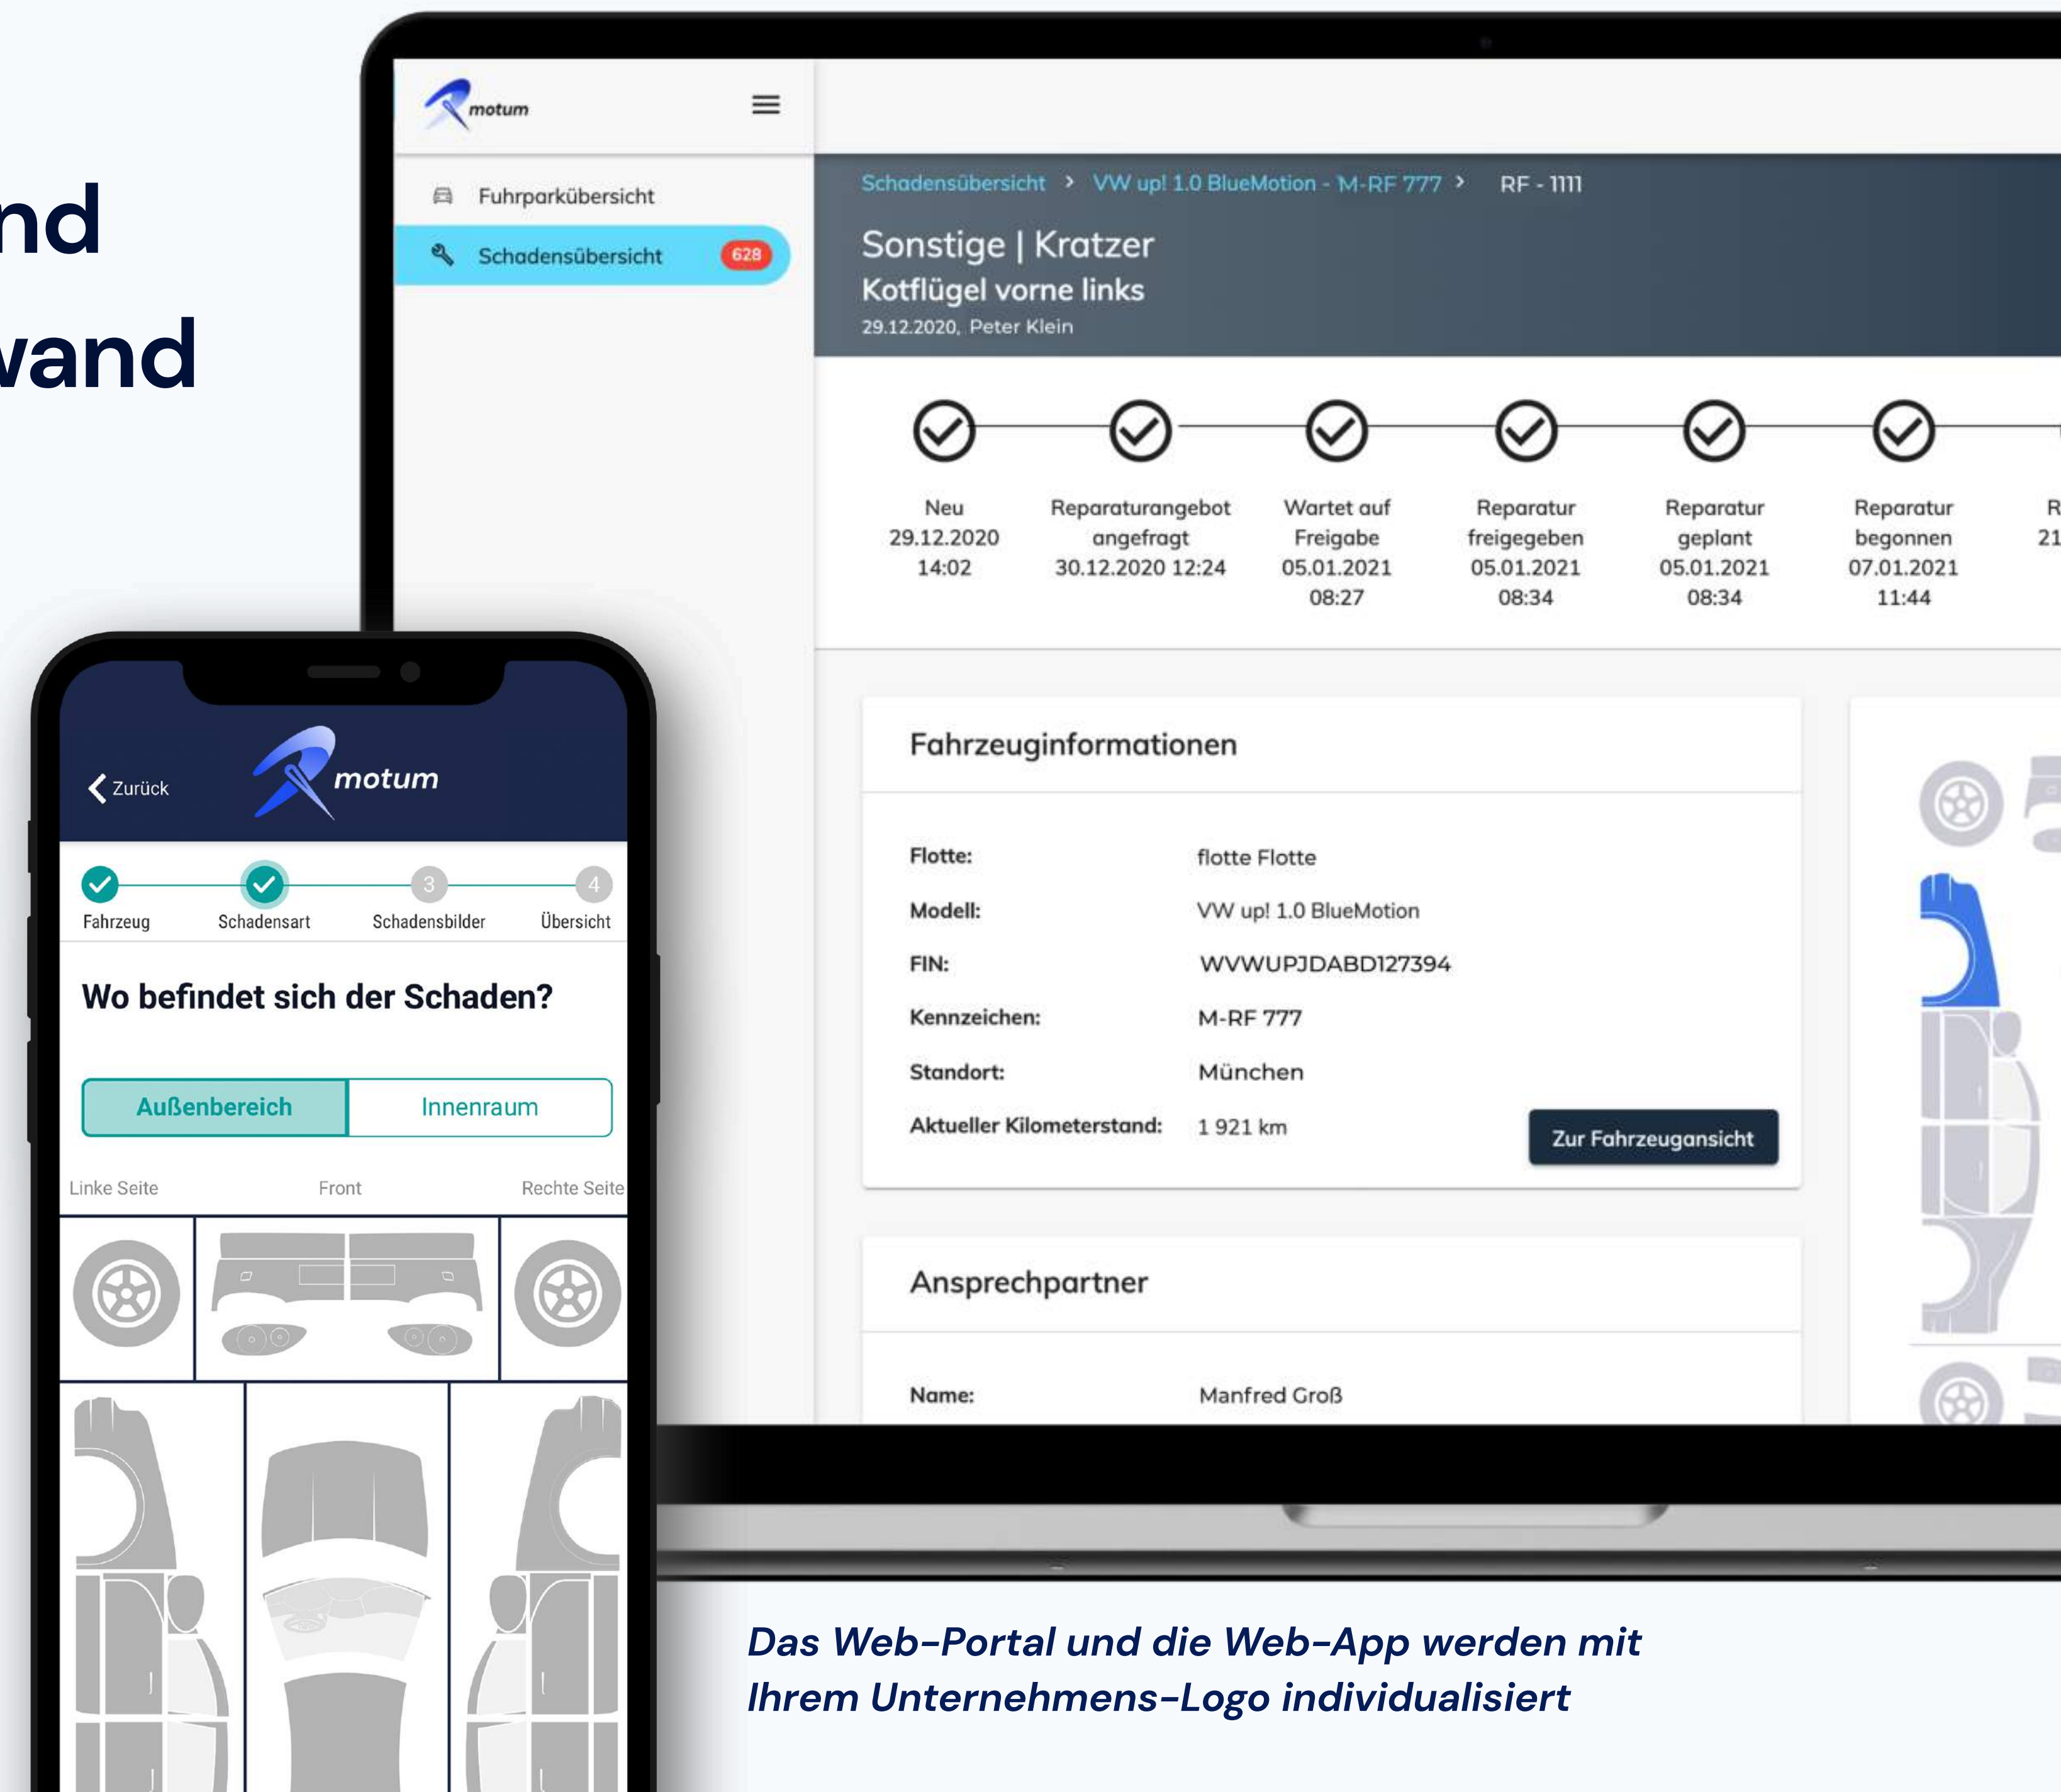 motum
Fuhrparkübersicht
Schadensübersicht 628
Schadensübersicht > VW up! 1.0 BlueMotion - M-RF 777 > RF - 1111
Sonstige | Kratzer
Kotflügel vorne links
29.12.2020, Peter Klein
Neu
29.12.2020
14:02
Reparaturangebot
angefragt
30.12.2020 12:24
Wartet auf
Freigabe
05.01.2021
08:27
Reparatur
freigegeben
05.01.2021
08:34
Reparatur
geplant
05.01.2021
08:34
Reparatur
begonnen
07.01.2021
11:44
Fahrzeuginformationen
Flotte: flotte Flotte
Modell: VW up! 1.0 BlueMotion
FIN: WVWUPJDABD127394
Kennzeichen: M-RF 777
Standort: München
Aktueller Kilometerstand: 1 921 km
Zur Fahrzeugansicht
Ansprechpartner
Name: Manfred Groß
Zurück
motum
3 4
Fahrzeug Schadensart Schadensbilder Übersicht
Wo befindet sich der Schaden?
Außenbereich Innenraum
Linke Seite Front Rechte Seite
Das Web-Portal und die Web-App werden mit
Ihrem Unternehmens-Logo individualisiert